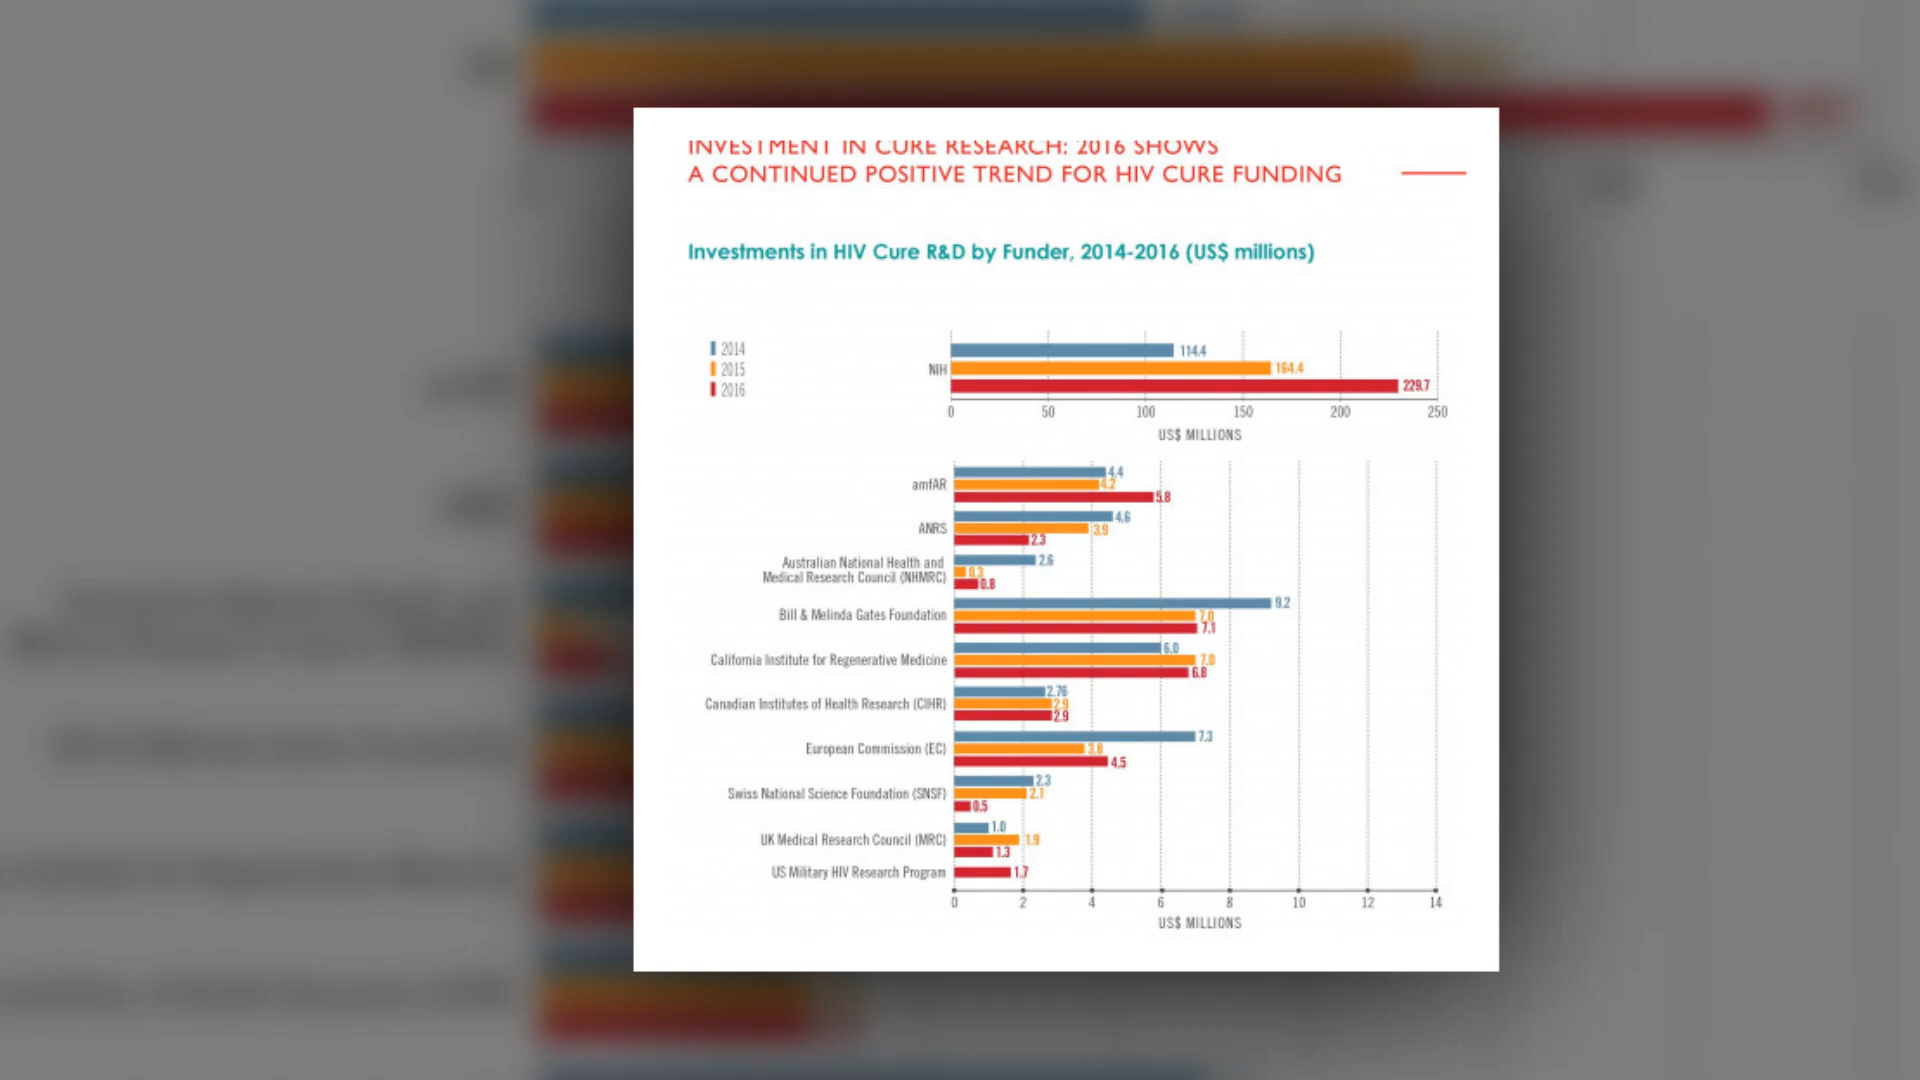 INVESTMENT IN CURE RESEARCH: 2016 SHOWS
A CONTINUED POSITIVE TREND FOR HIV CURE FUNDING
Investments in HIV Cure R&D by Funder, 2014-2016 (US$ millions)
2014
2015
2016
NIH
114.4
164.4
229.7
0 50 100 150 200 250
US$ MILLIONS
amfAR
4.4
4.2
5.8
ANRS
4.6
3.9
2.3
Australian National Health and
Medical Research Council (NHMRC)
2.6
0.3
0.8
Bill & Melinda Gates Foundation
9.2
7.0
7.1
California Institute for Regenerative Medicine
6.0
7.0
6.8
Canadian Institutes of Health Research (CIHR)
2.76
2.9
2.9
European Commission (EC)
7.3
3.8
4.5
Swiss National Science Foundation (SNSF)
2.3
2.1
0.5
UK Medical Research Council (MRC)
1.0
1.9
1.3
US Military HIV Research Program
1.7
0 2 4 6 8 10 12 14
US$ MILLIONS